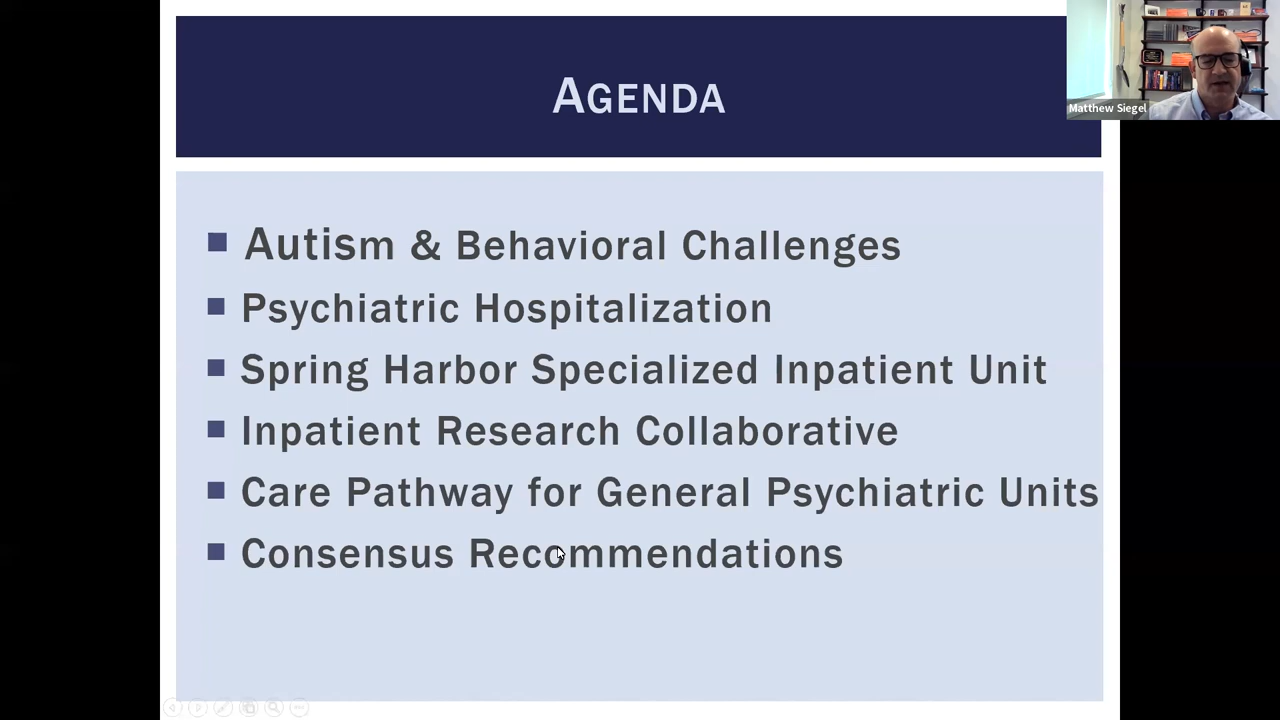 AGENDA
Matthew Siegel
Autism & Behavioral Challenges
Psychiatric Hospitalization
Spring Harbor Specialized Inpatient Unit
Inpatient Research Collaborative
Care Pathway for General Psychiatric Units
Consensus Recommendations